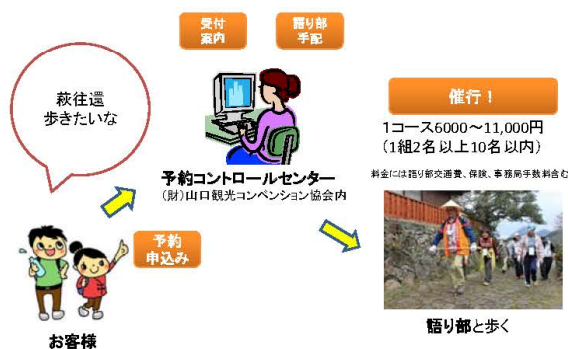 受付
案内
語り部
手配
萩往還
歩きたいな
予約コントロールセンター
(財)山口観光コンベンション協会内
予約
申込み
お客様
催行！
1コース6000～11,000円
（1組2名以上10名以内）
料金には語り部交通費、保険、事務局手数料含む
語り部と歩く